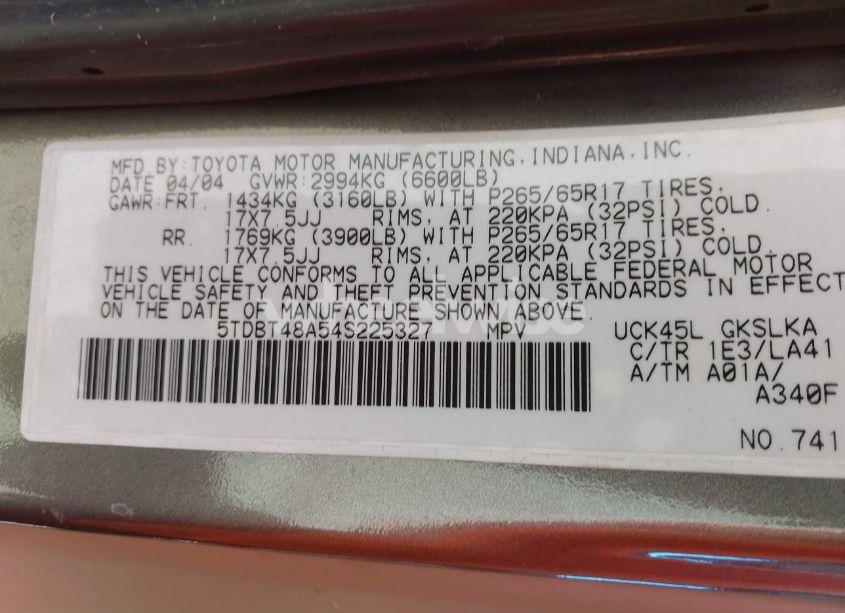 MFD.BY:TOYOTA MOTOR MANUFACTURING.INDIANA.INC.
DATE 04/04 GVWR:2994KG (6600LB)
GAWR:FRT. 1434KG (3160LB) WITH P265/65R17 TIRES.
17X7.5JJ RIMS, AT 220KPA (32PSI) COLD.
RR. 1769KG (3900LB) WITH P265/65R17 TIRES,
17X7.5JJ RIMS, AT 220KPA (32PSI) COLD.
THIS VEHICLE CONFORMS TO ALL APPLICABLE FEDERAL MOTOR
VEHICLE SAFETY AND THEFT PREVENTION STANDARDS IN EFFECT
ON THE DATE OF MANUFACTURE SHOWN ABOVE.
5TDBT48A54S225327 MPV UCK45L GKSLKA
C/TR 1E3/LA41
A/TM A01A/
A340F
NO.741